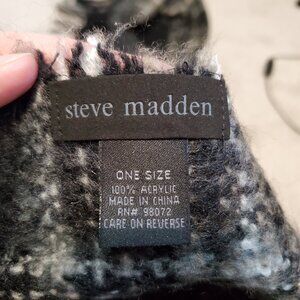 steve madden
ONE SIZE
100% ACRYLIC
MADE IN CHINA
RN# 98072
CARE ON REVERSE